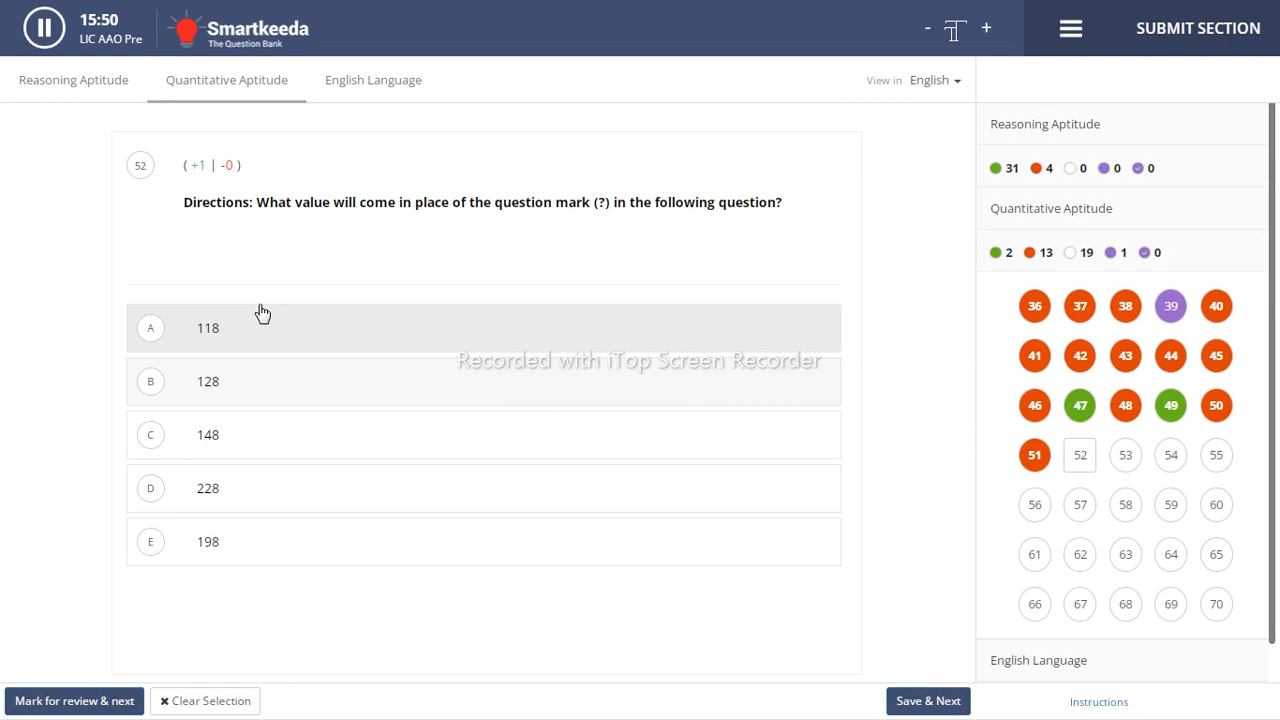 15:50
LIC AAO Pre
Smartkeeda
The Question Bank
- T +
SUBMIT SECTION
Reasoning Aptitude
Quantitative Aptitude
English Language
View in English
52
( +1 | -0 )
Directions: What value will come in place of the question mark (?) in the following question?
A 118
B 128
C 148
D 228
E 198
Recorded with iTop Screen Recorder
Mark for review & next
✖ Clear Selection
Save & Next
Reasoning Aptitude
31 4 0 0 0
Quantitative Aptitude
2 13 19 1 0
36 37 38 39 40
41 42 43 44 45
46 47 48 49 50
51 52 53 54 55
56 57 58 59 60
61 62 63 64 65
66 67 68 69 70
English Language
Instructions